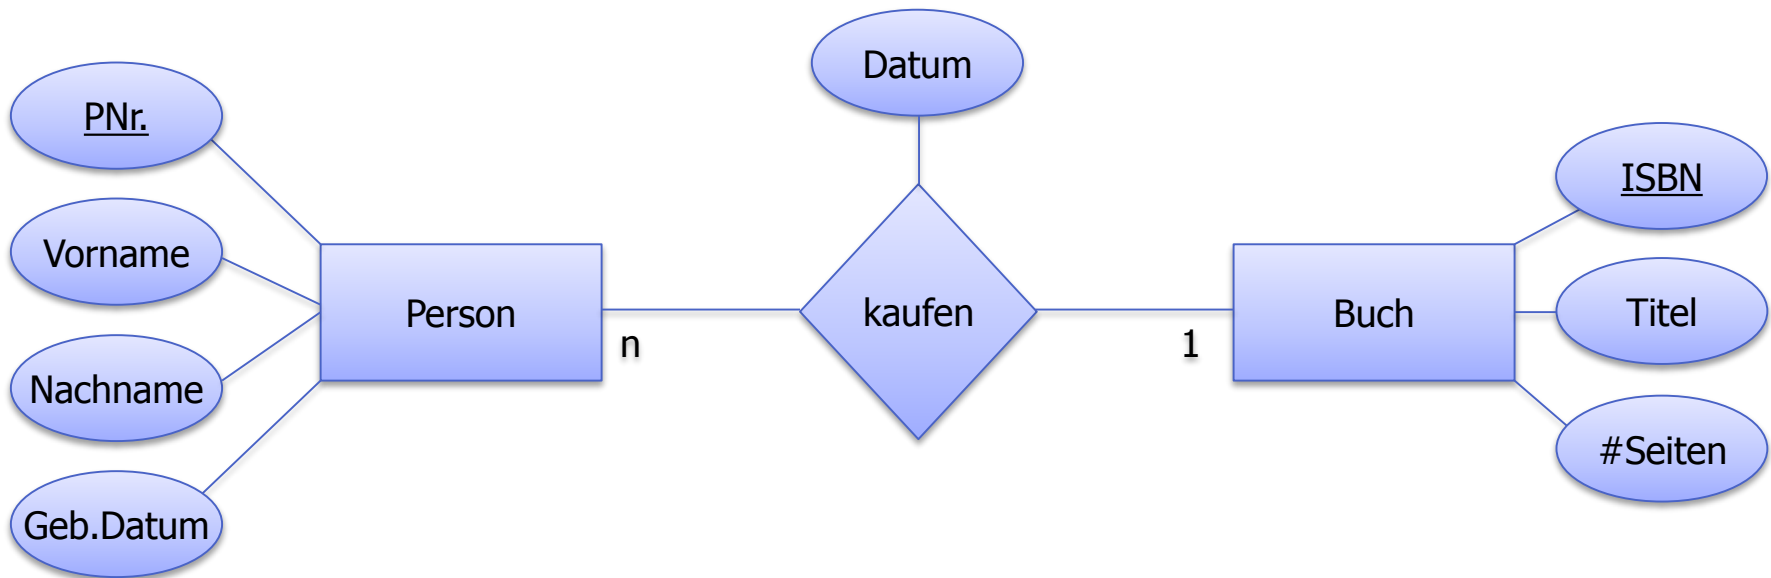 Datum
PNr.
Vorname
Nachname
Geb.Datum
Person
n
kaufen
1
Buch
ISBN
Titel
#Seiten